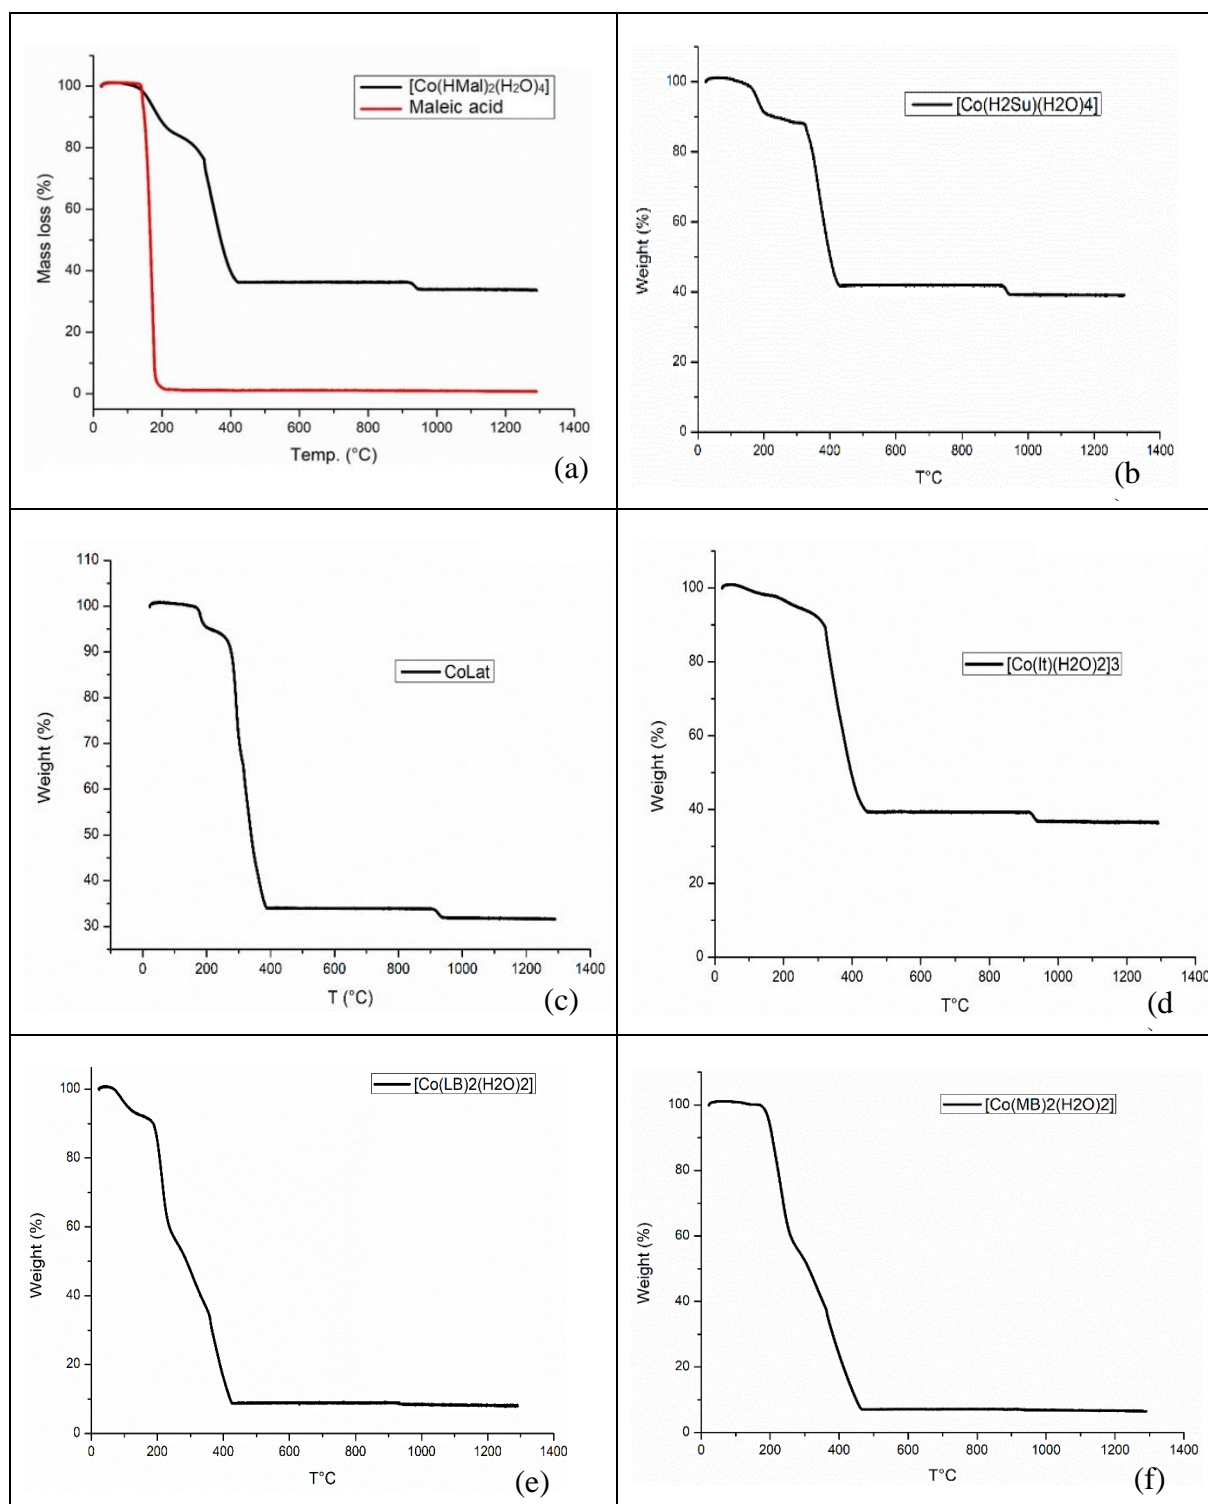 [Co(HMal)₂(H₂O)₄]
Maleic acid
Mass loss (%)
100
80
60
40
20
0
0 200 400 600 800 1000 1200 1400
Temp. (°C)
(a)
[Co(H2Su)(H2O)4]
Weight (%)
100
80
60
40
20
0
0 200 400 600 800 1000 1200 1400
T°C
(b
CoLat
Weight (%)
110
100
90
80
70
60
50
40
30
0 200 400 600 800 1000 1200 1400
T (°C)
(c)
[Co(It)(H2O)2]3
Weight (%)
100
80
60
40
20
0
0 200 400 600 800 1000 1200 1400
T°C
(d
[Co(LB)2(H2O)2]
Weight (%)
100
80
60
40
20
0
0 200 400 600 800 1000 1200 1400
T°C
(e)
[Co(MB)2(H2O)2]
Weight (%)
100
80
60
40
20
0
0 200 400 600 800 1000 1200 1400
T°C
(f)